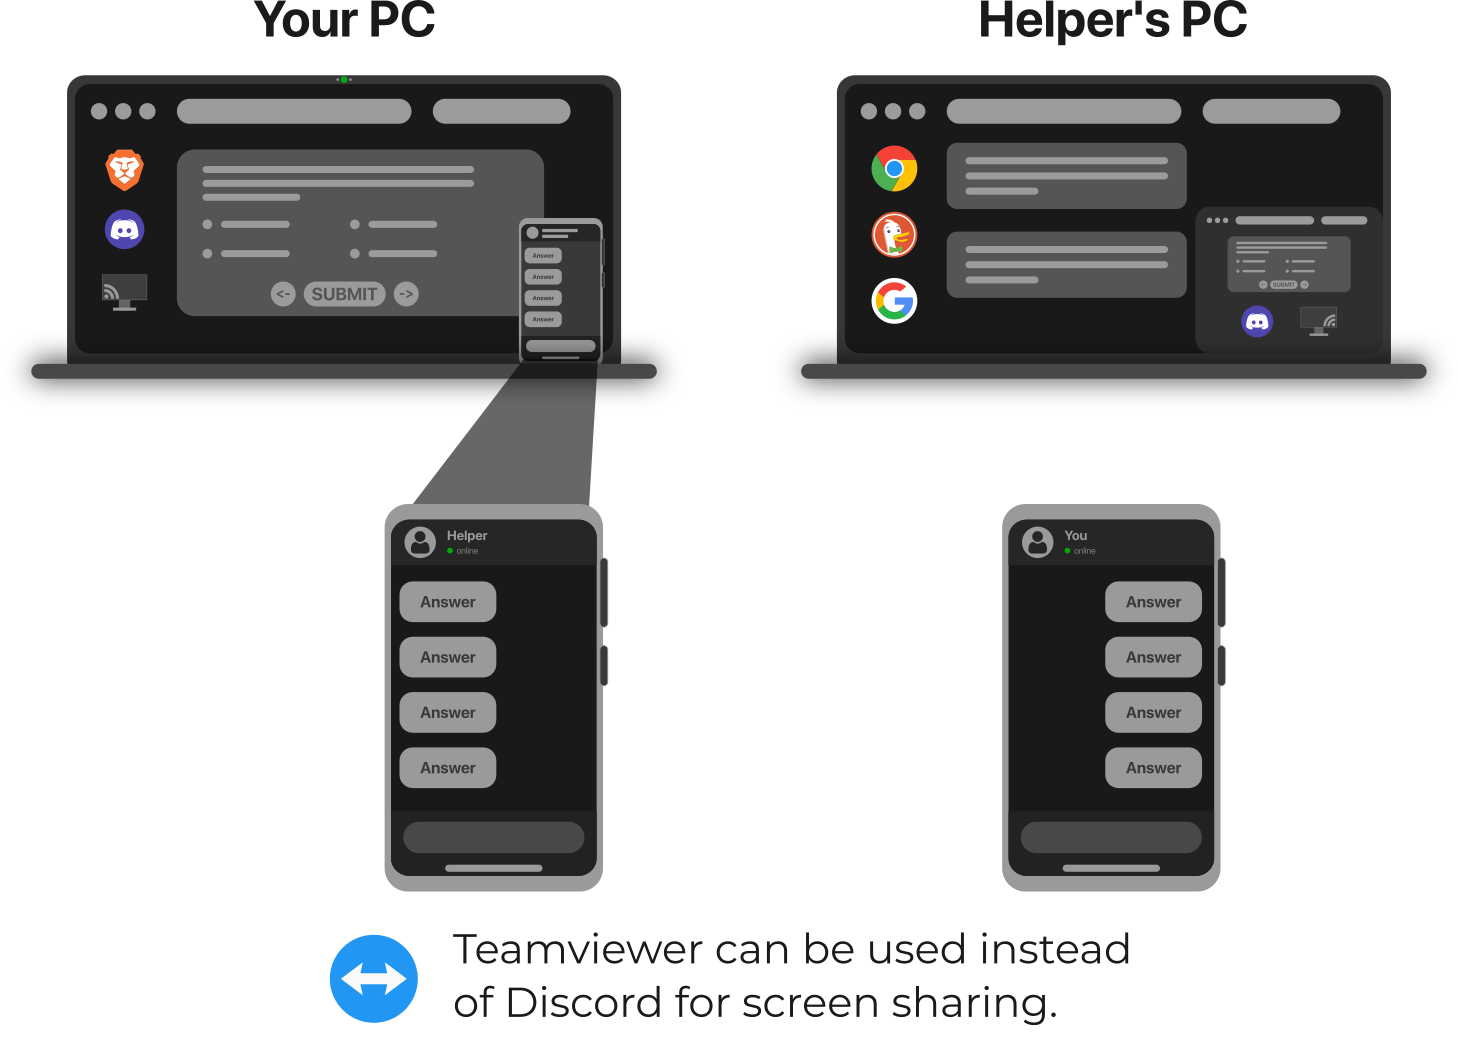 Your PC
Helper's PC
<- SUBMIT ->
Answer
Answer
Answer
Answer
<- SUBMIT ->
Helper
online
Answer
Answer
Answer
Answer
You
online
Answer
Answer
Answer
Answer
Teamviewer can be used instead
of Discord for screen sharing.